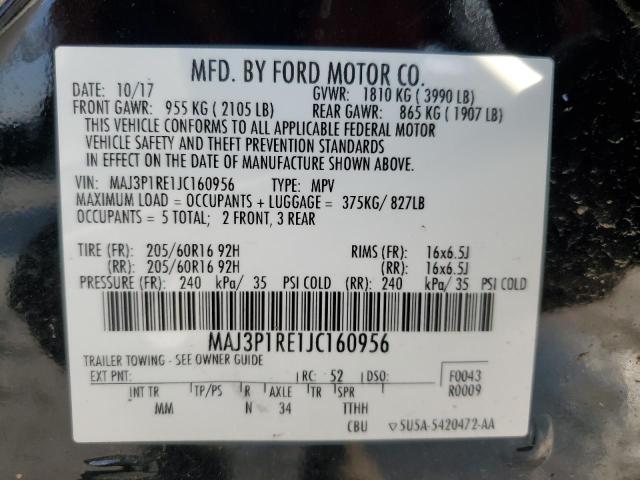 MFD. BY FORD MOTOR CO.
DATE: 10/17 GVWR: 1810 KG ( 3990 LB)
FRONT GAWR: 955 KG ( 2105 LB) REAR GAWR: 865 KG ( 1907 LB)
THIS VEHICLE CONFORMS TO ALL APPLICABLE FEDERAL MOTOR
VEHICLE SAFETY AND THEFT PREVENTION STANDARDS
IN EFFECT ON THE DATE OF MANUFACTURE SHOWN ABOVE.
VIN: MAJ3P1RE1JC160956 TYPE: MPV
MAXIMUM LOAD = OCCUPANTS + LUGGAGE = 375KG/ 827LB
OCCUPANTS = 5 TOTAL; 2 FRONT, 3 REAR
TIRE (FR): 205/60R16 92H RIMS (FR): 16x6.5J
(RR): 205/60R16 92H (RR): 16x6.5J
PRESSURE (FR): 240 kPa/ 35 PSI COLD (RR): 240 kPa/ 35 PSI COLD
MAJ3P1RE1JC160956
TRAILER TOWING - SEE OWNER GUIDE
EXT PNT: RC: 52 DSO: F0043
INT TR TP/PS R AXLE TR SPR R0009
MM N 34 TTHH
CBU ▽5U5A-5420472-AA